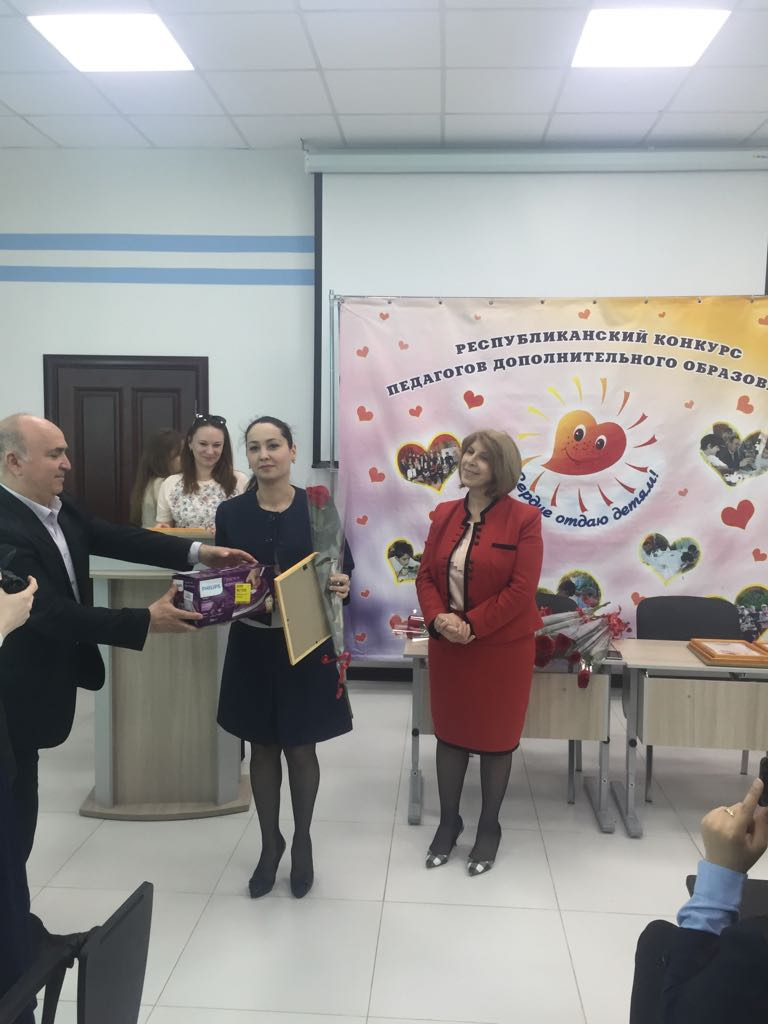 РЕСПУБЛИКАНСКИЙ КОНКУРС
ПЕДАГОГОВ ДОПОЛНИТЕЛЬНОГО ОБРАЗОВ
Сердце отдаю детям!
PHILIPS